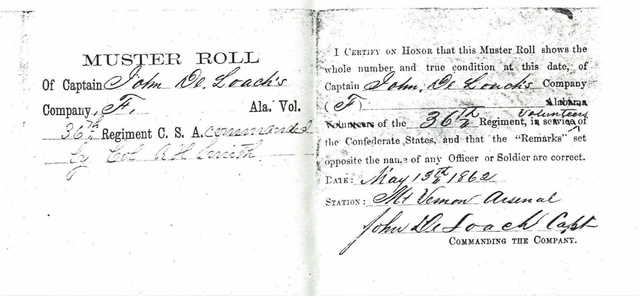 MUSTER ROLL
Of Captain John De Loach's
Company, F. Ala. Vol.
36th Regiment C. S. A. commanded
by Col R H Smith
I Certify on Honor that this Muster Roll shows the
whole number and true condition at this date, of
Captain John De Loach's Company
(F) Alabama
Volunteers of the 36th Regiment, Volunteers in service of
the Confederate States, and that the "Remarks" set
opposite the name of any Officer or Soldier are correct.
Date: May 13th 1862
Station: Mt Vernon Arsenal
John De Loach Capt
Commanding the Company.